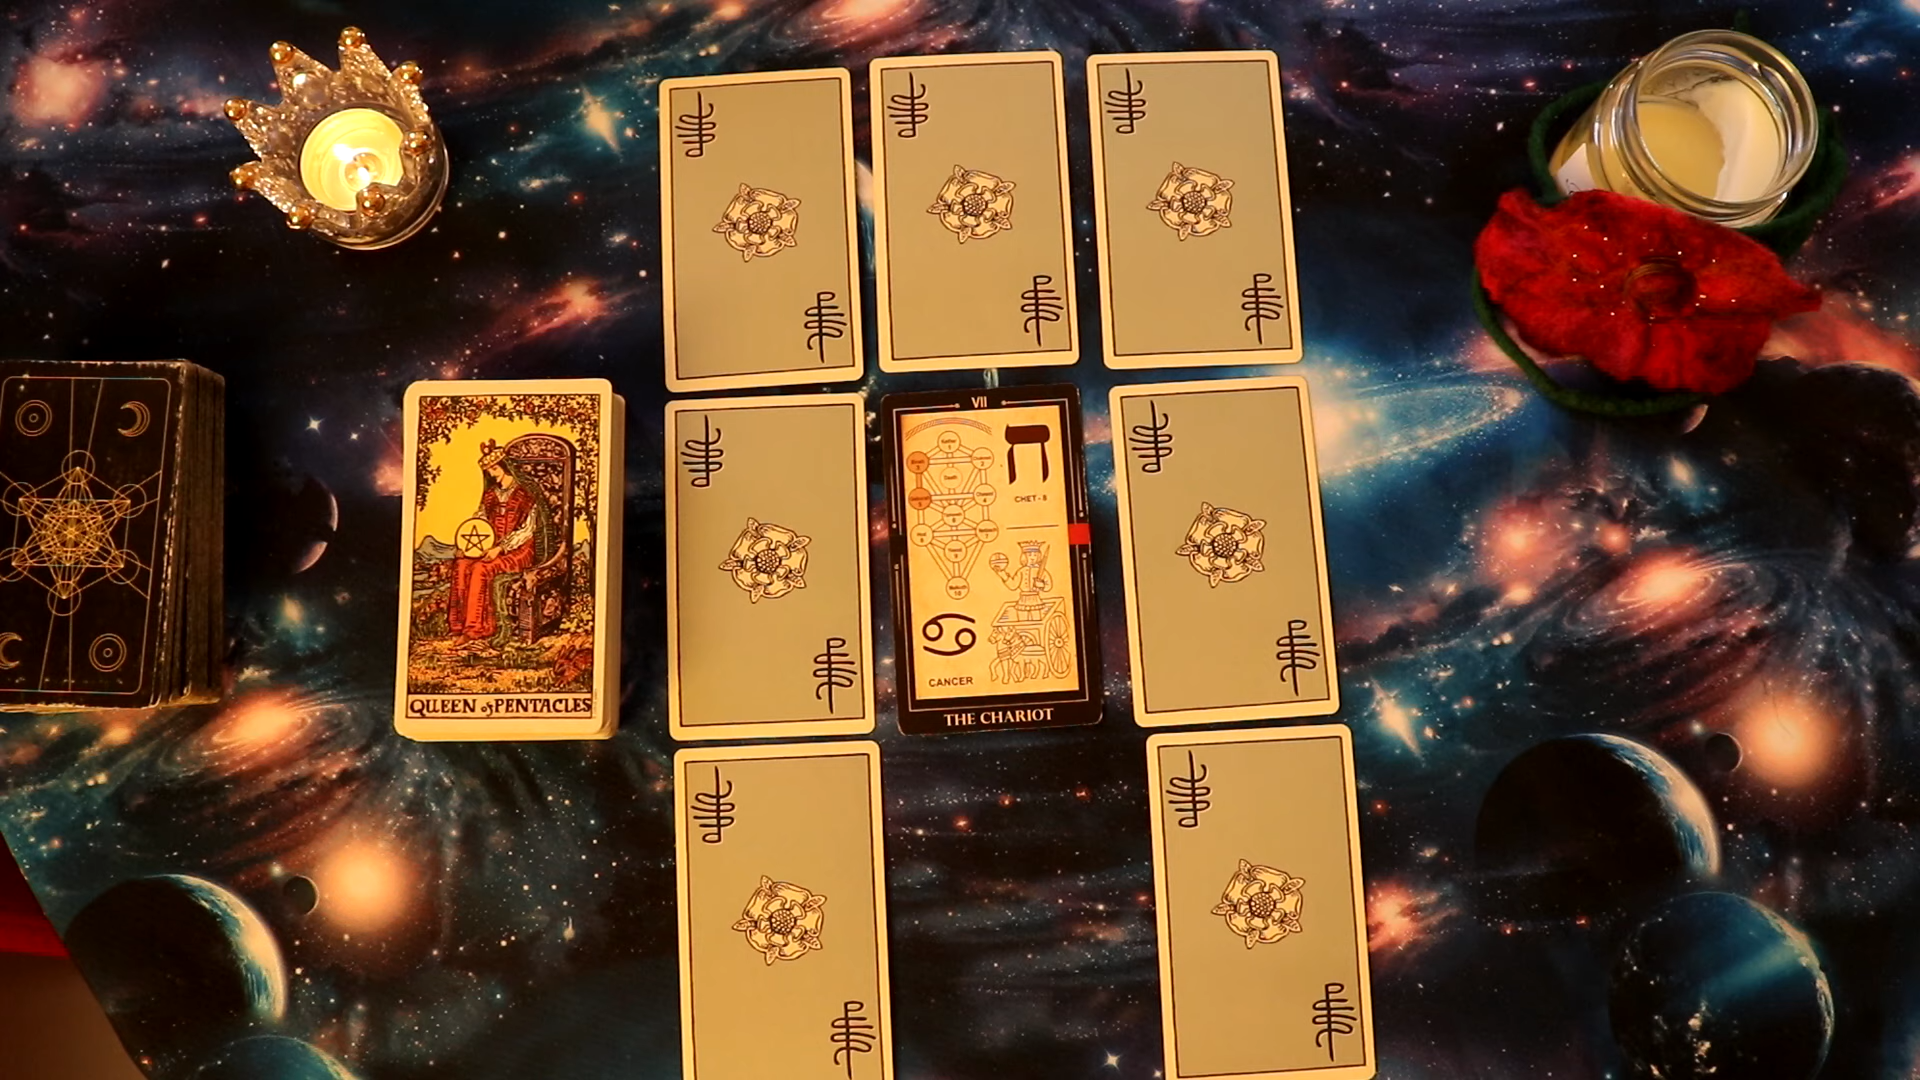 QUEEN of PENTACLES
VII
ח
CHET - 8
CANCER
THE CHARIOT